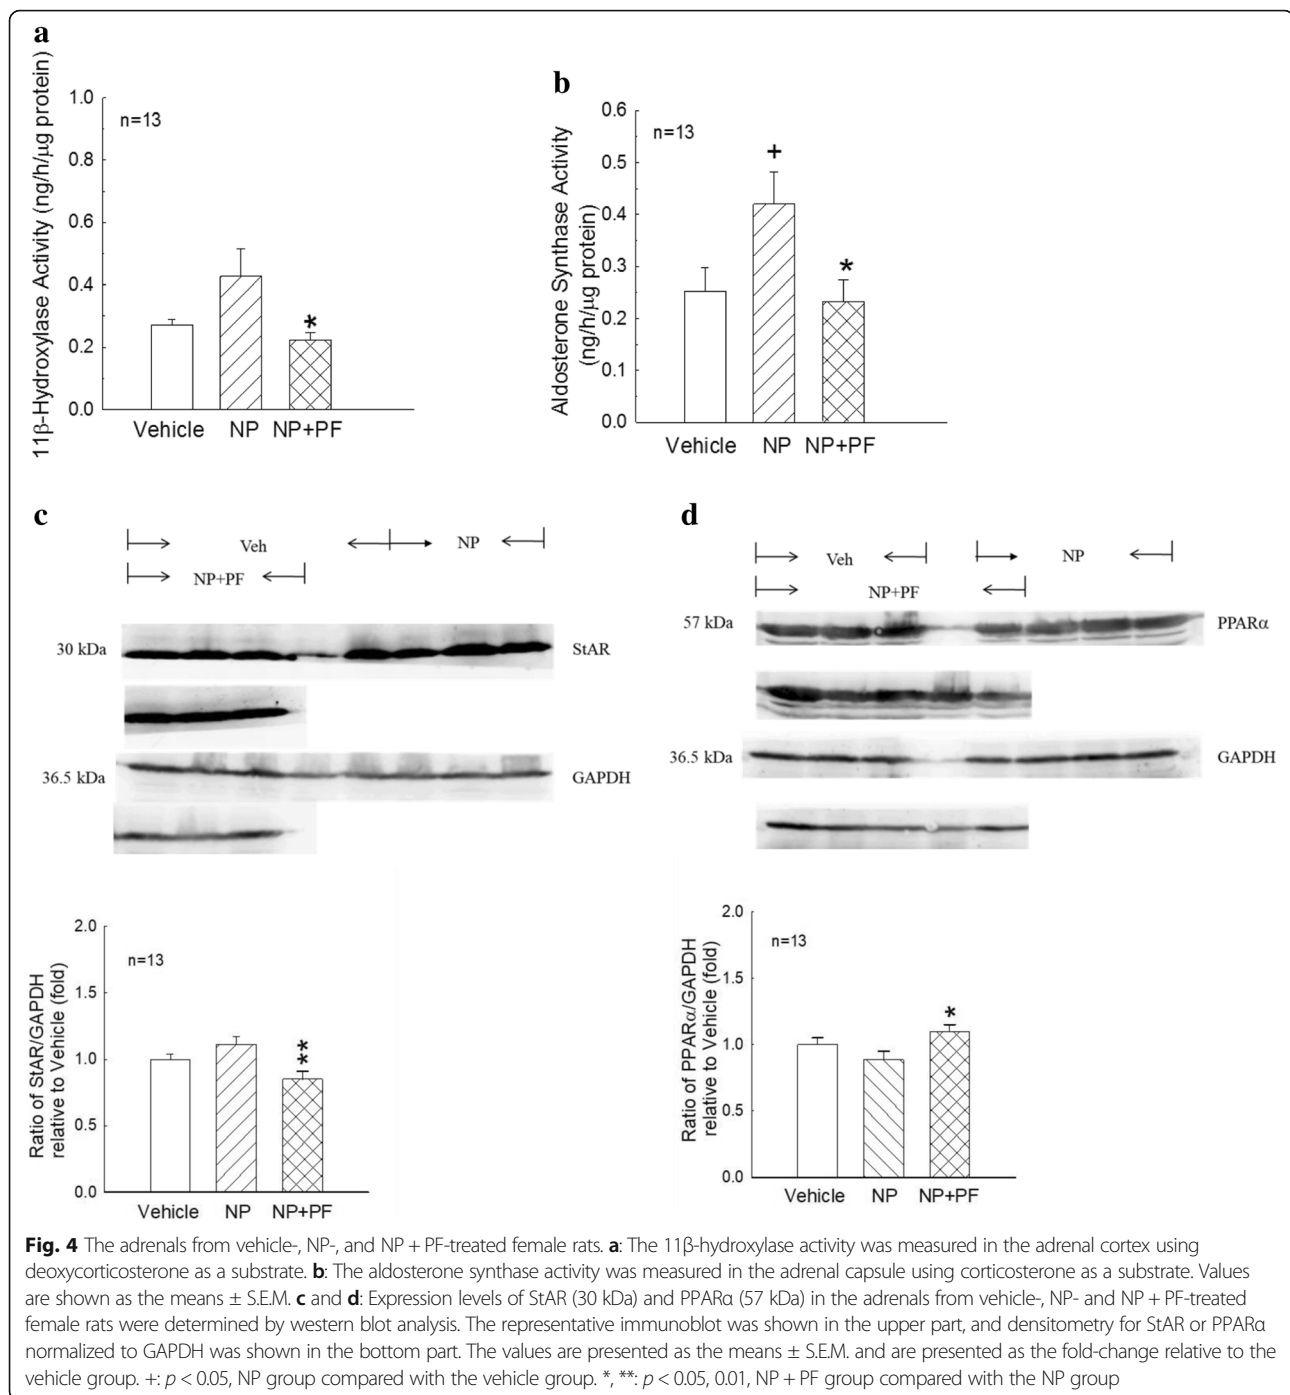 a
11β-Hydroxylase Activity (ng/h/µg protein)
1.0
0.8
0.6
0.4
0.2
0.0
n=13
*
Vehicle NP NP+PF
b
Aldosterone Synthase Activity
(ng/h/µg protein)
0.6
0.5
0.4
0.3
0.2
0.1
0.0
n=13
+
*
Vehicle NP NP+PF
c
Veh NP
NP+PF
30 kDa StAR
36.5 kDa GAPDH
Ratio of StAR/GAPDH
relative to Vehicle (fold)
2.0
1.5
1.0
0.5
0.0
n=13
**
Vehicle NP NP+PF
d
Veh NP
NP+PF
57 kDa PPARα
36.5 kDa GAPDH
Ratio of PPARα/GAPDH
relative to Vehicle (fold)
2.0
1.5
1.0
0.5
0.0
n=13
*
Vehicle NP NP+PF
Fig. 4 The adrenals from vehicle-, NP-, and NP + PF-treated female rats. a: The 11β-hydroxylase activity was measured in the adrenal cortex using
deoxycorticosterone as a substrate. b: The aldosterone synthase activity was measured in the adrenal capsule using corticosterone as a substrate. Values
are shown as the means ± S.E.M. c and d: Expression levels of StAR (30 kDa) and PPARα (57 kDa) in the adrenals from vehicle-, NP- and NP + PF-treated
female rats were determined by western blot analysis. The representative immunoblot was shown in the upper part, and densitometry for StAR or PPARα
normalized to GAPDH was shown in the bottom part. The values are presented as the means ± S.E.M. and are presented as the fold-change relative to the
vehicle group. +: p < 0.05, NP group compared with the vehicle group. *, **: p < 0.05, 0.01, NP + PF group compared with the NP group